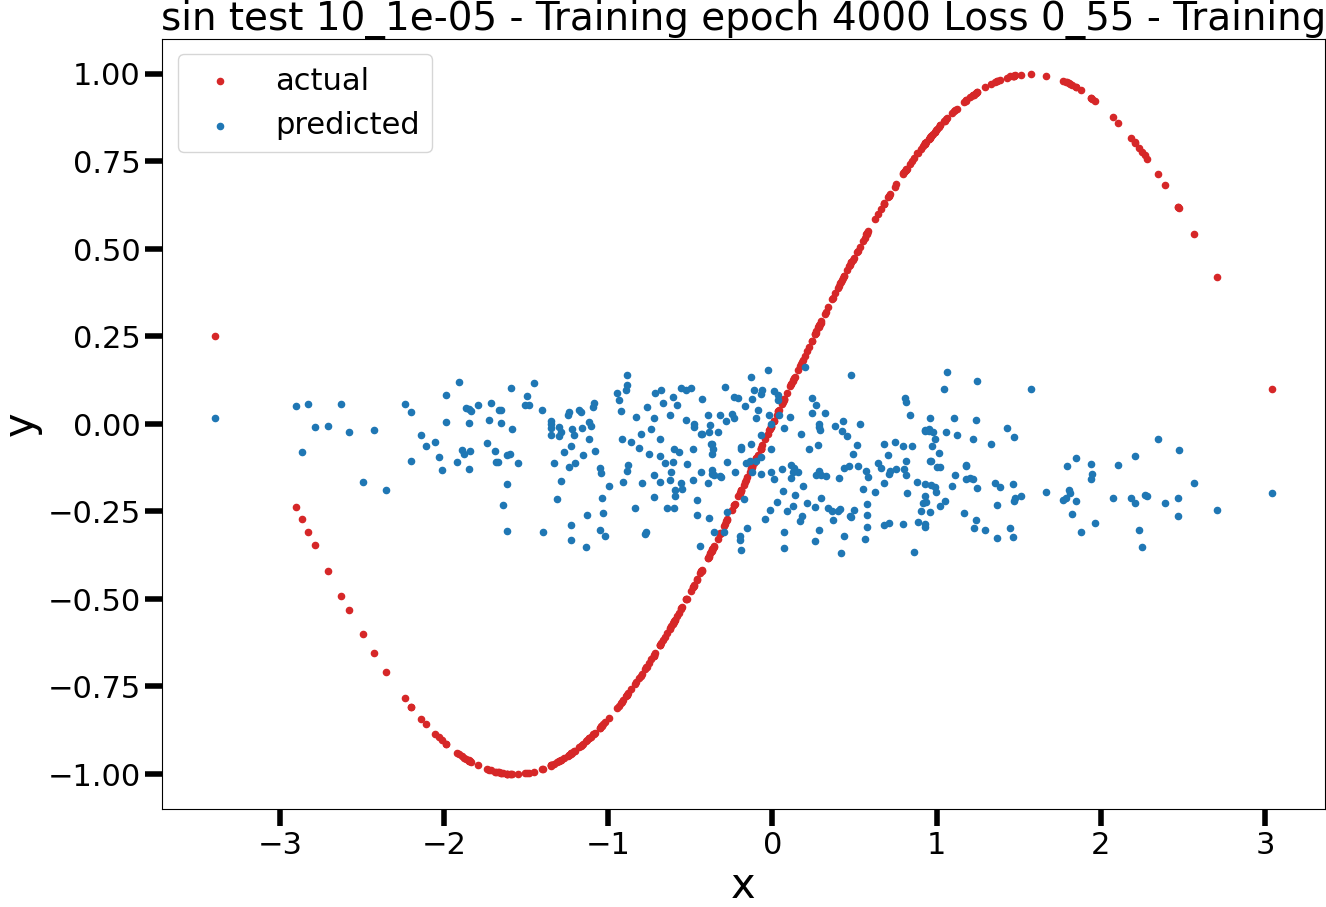 sin test 10_1e-05 - Training epoch 4000 Loss 0_55 - Training
actual
predicted
1.00
0.75
0.50
0.25
0.00
−0.25
−0.50
−0.75
−1.00
y
−3 −2 −1 0 1 2 3
x